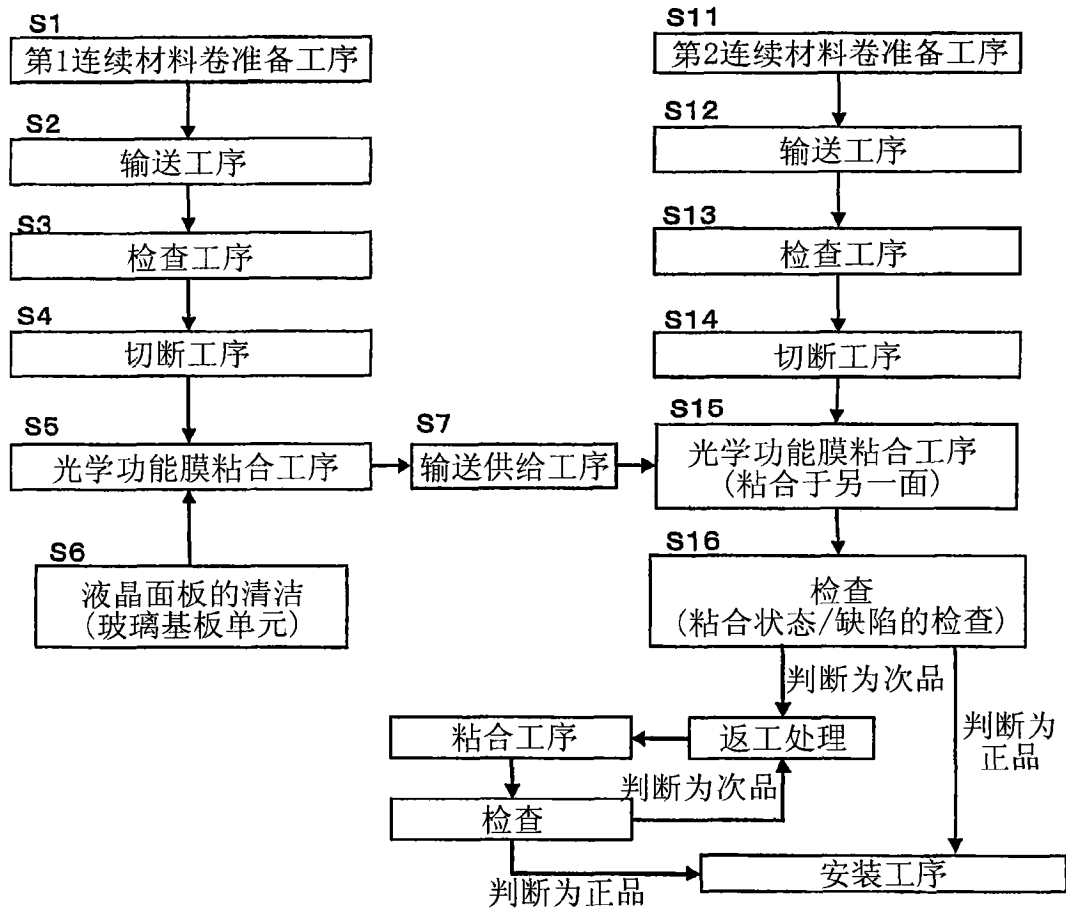 S1
第1连续材料卷准备工序
S2
输送工序
S3
检查工序
S4
切断工序
S5
光学功能膜粘合工序
S6
液晶面板的清洁
(玻璃基板单元)
S7
输送供给工序
S11
第2连续材料卷准备工序
S12
输送工序
S13
检查工序
S14
切断工序
S15
光学功能膜粘合工序
(粘合于另一面)
S16
检查
(粘合状态/缺陷的检查)
判断为次品
判断为
正品
返工处理
粘合工序
判断为次品
检查
判断为正品
安装工序